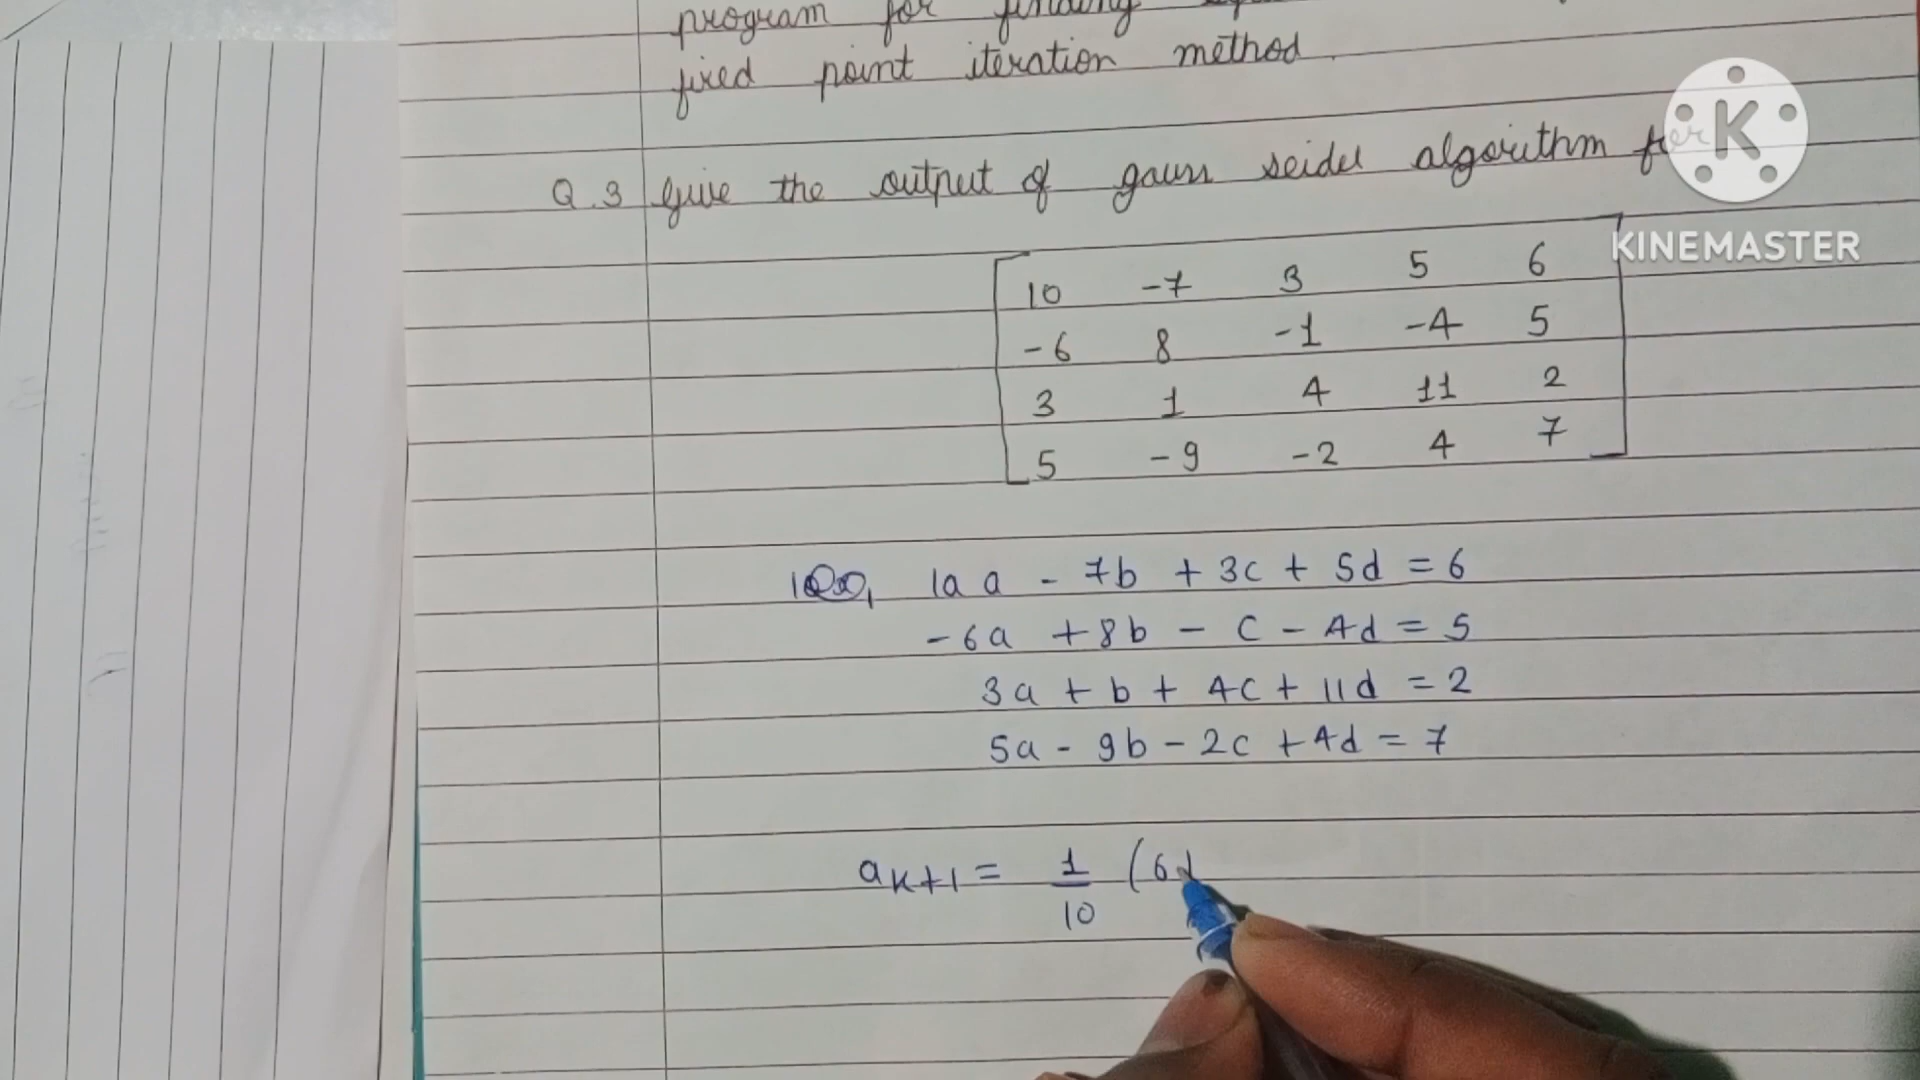 program for finding
fixed point iteration method.
Q.3 Give the output of gauss seidel algorithm for
K
KINEMASTER
10 -7 3 5 6
-6 8 -1 -4 5
3 1 4 11 2
5 -9 -2 4 7
10a - 7b + 3c + 5d = 6
-6a + 8b - c - 4d = 5
3a + b + 4c + 11d = 2
5a - 9b - 2c + 4d = 7
aK+1 = 1/10 (6